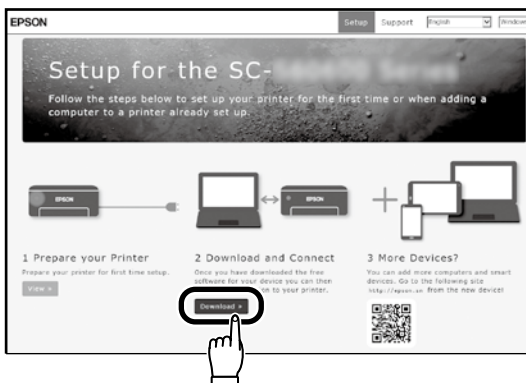 EPSON
Setup Support English Window
Setup for the SC-
Follow the steps below to set up your printer for the first time or when adding a
computer to a printer already set up.
EPSON
EPSON
1 Prepare your Printer
Prepare your printer for first time setup.
View >
2 Download and Connect
Once you have downloaded the free
software for your device you can then
on to your printer.
Download >
3 More Devices?
You can add more computers and smart
devices. Go to the following site
http://epson.sn from the new device!